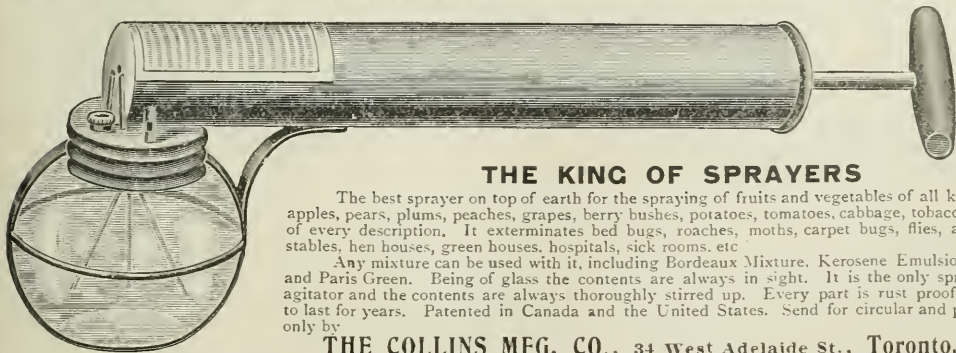 THE KING OF SPRAYERS
The best sprayer on top of earth for the spraying of fruits and vegetables of all
apples, pears, plums, peaches, grapes, berry bushes, potatoes, tomatoes, cabbage,
of every description. It exterminates bed bugs, roaches, moths, carpet bugs, flies,
stables, hen houses, green houses. hospitals, sick rooms. etc
Any mixture can be used with it, including Bordeaux Mixture. Kerosene
and Paris Green. Being of glass the contents are always in sight. It is the only
agitator and the contents are always thoroughly stirred up. Every part is rust proof
to last for years. Patented in Canada and the United States. Send for circular and
only by
THE COLLINS MFG. CO., 34 West Adelaide St., Toronto,